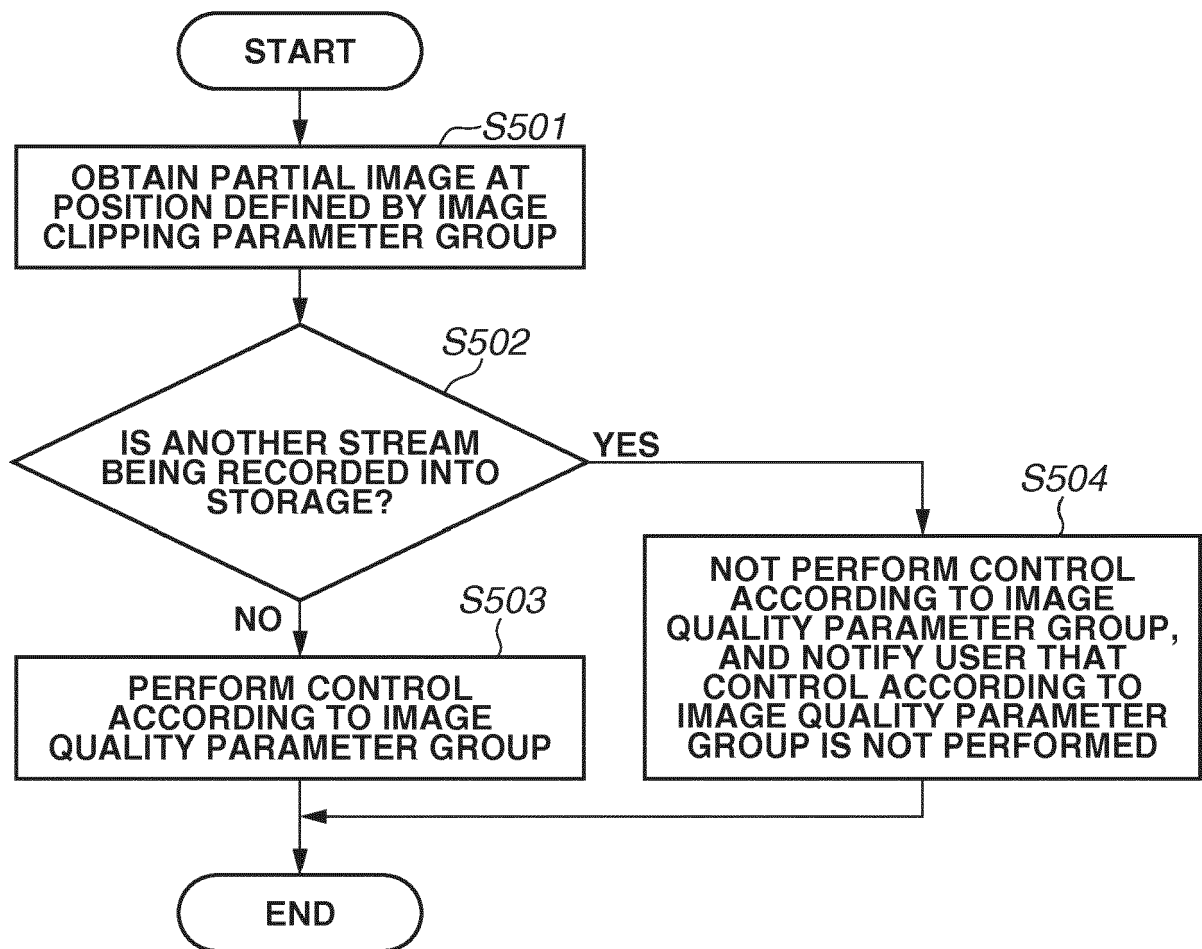 START
S501
OBTAIN PARTIAL IMAGE AT
POSITION DEFINED BY IMAGE
CLIPPING PARAMETER GROUP
S502
IS ANOTHER STREAM
BEING RECORDED INTO
STORAGE?
YES
S504
NOT PERFORM CONTROL
ACCORDING TO IMAGE
QUALITY PARAMETER GROUP,
AND NOTIFY USER THAT
CONTROL ACCORDING TO
IMAGE QUALITY PARAMETER
GROUP IS NOT PERFORMED
NO
S503
PERFORM CONTROL
ACCORDING TO IMAGE
QUALITY PARAMETER GROUP
END